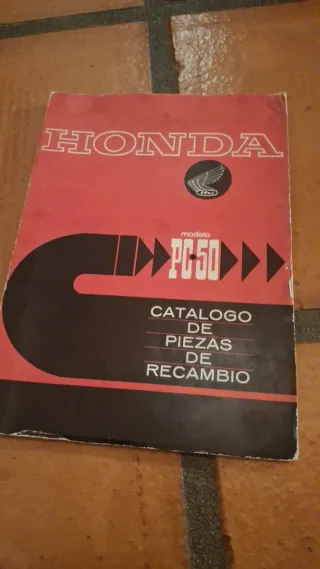 HONDA
modelo
PC-50
CATALOGO
DE
PIEZAS
DE
RECAMBIO